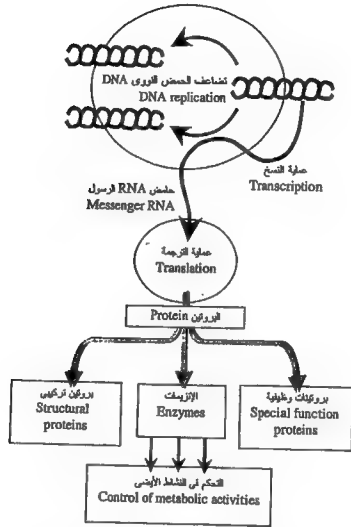 تضاعف الحمض النووى DNA
DNA replication
عملية النسخ
Transcription
حامض RNA الرسول
Messenger RNA
عملية الترجمة
Translation
البروتين Protein
بروتين تركيبى
Structural
proteins
الإنزيمات
Enzymes
بروتينات وظيفية
Special function
proteins
التحكم فى النشاط الأيضى
Control of metabolic activities